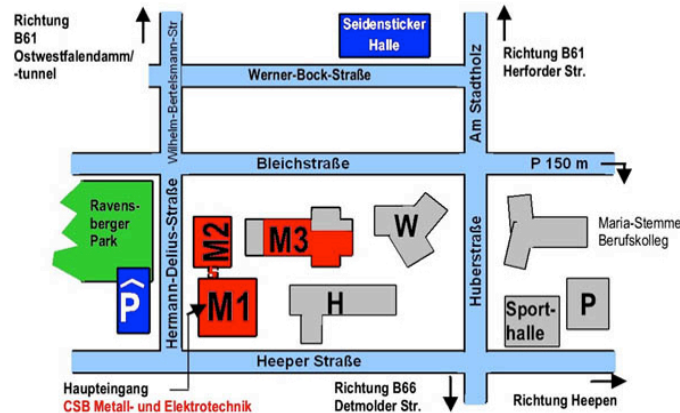 Richtung
B61
Ostwestfalendamm/
-tunnel
Wilhelm-Bertelsmann-Str
Seidensticker
Halle
Werner-Bock-Straße
Am Stadtholz
Richtung B61
Herforder Str.
Bleichstraße
P 150 m
Ravens-
berger
Park
P
Hermann-Delius-Straße
M2
M3
W
Huberstraße
Maria-Stemme
Berufskolleg
M1
H
Sport-
halle
P
Heeper Straße
Haupteingang
CSB Metall- und Elektrotechnik
Richtung B66
Detmolder Str.
Richtung Heepen